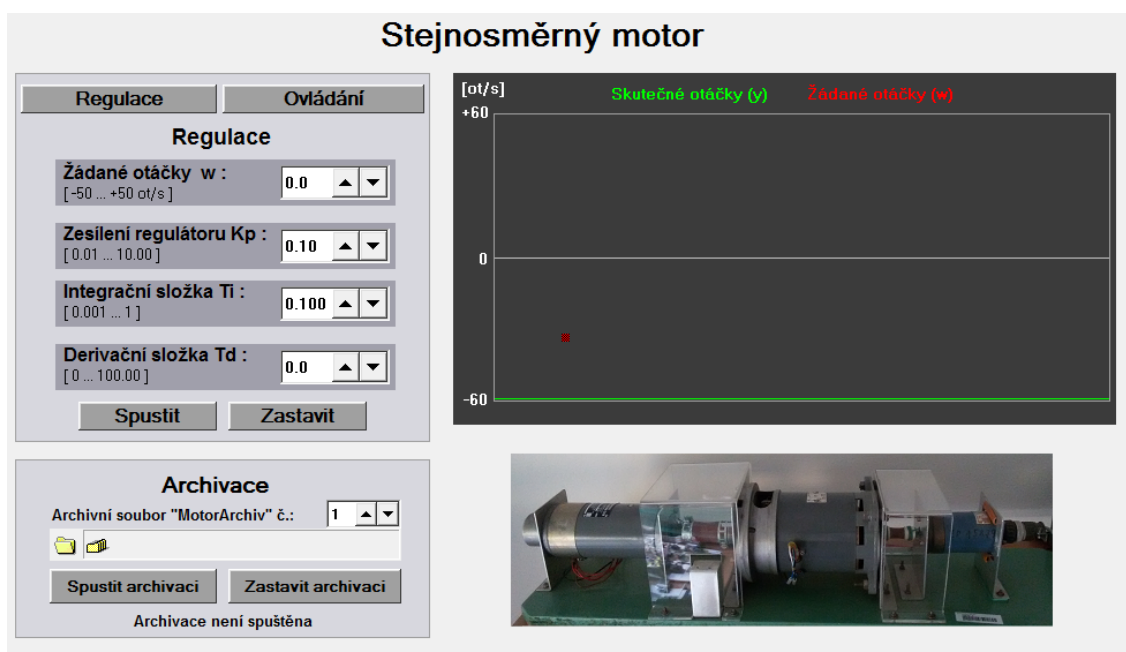 Stejnosměrný motor
Regulace
Ovládání
Regulace
Žádané otáčky w :
[ -50 ... +50 ot/s ]
0.0
Zesílení regulátoru Kp :
[ 0.01 ... 10.00 ]
0.10
Integrační složka Ti :
[ 0.001 ... 1 ]
0.100
Derivační složka Td :
[ 0 ... 100.00 ]
0.0
Spustit
Zastavit
[ot/s]
Skutečné otáčky (y)
Žádané otáčky (w)
+60
0
-60
Archivace
Archivní soubor "MotorArchiv" č.:
1
Spustit archivaci
Zastavit archivaci
Archivace není spuštěna